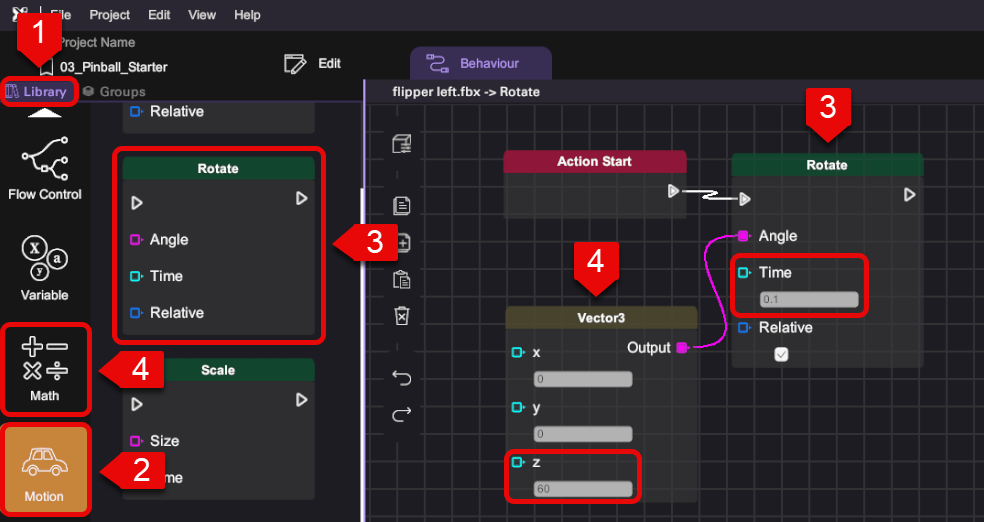 File Project Edit View Help
1
Project Name
03_Pinball_Starter
Edit
Behaviour
Library
Groups
flipper left.fbx -> Rotate
Flow Control
Variable
4
Math
2
Motion
Relative
Rotate
Angle
Time
Relative
3
Scale
Size
Action Start
3
Rotate
Angle
Time
0.1
Relative
4
Vector3
Output
x
0
y
0
z
60